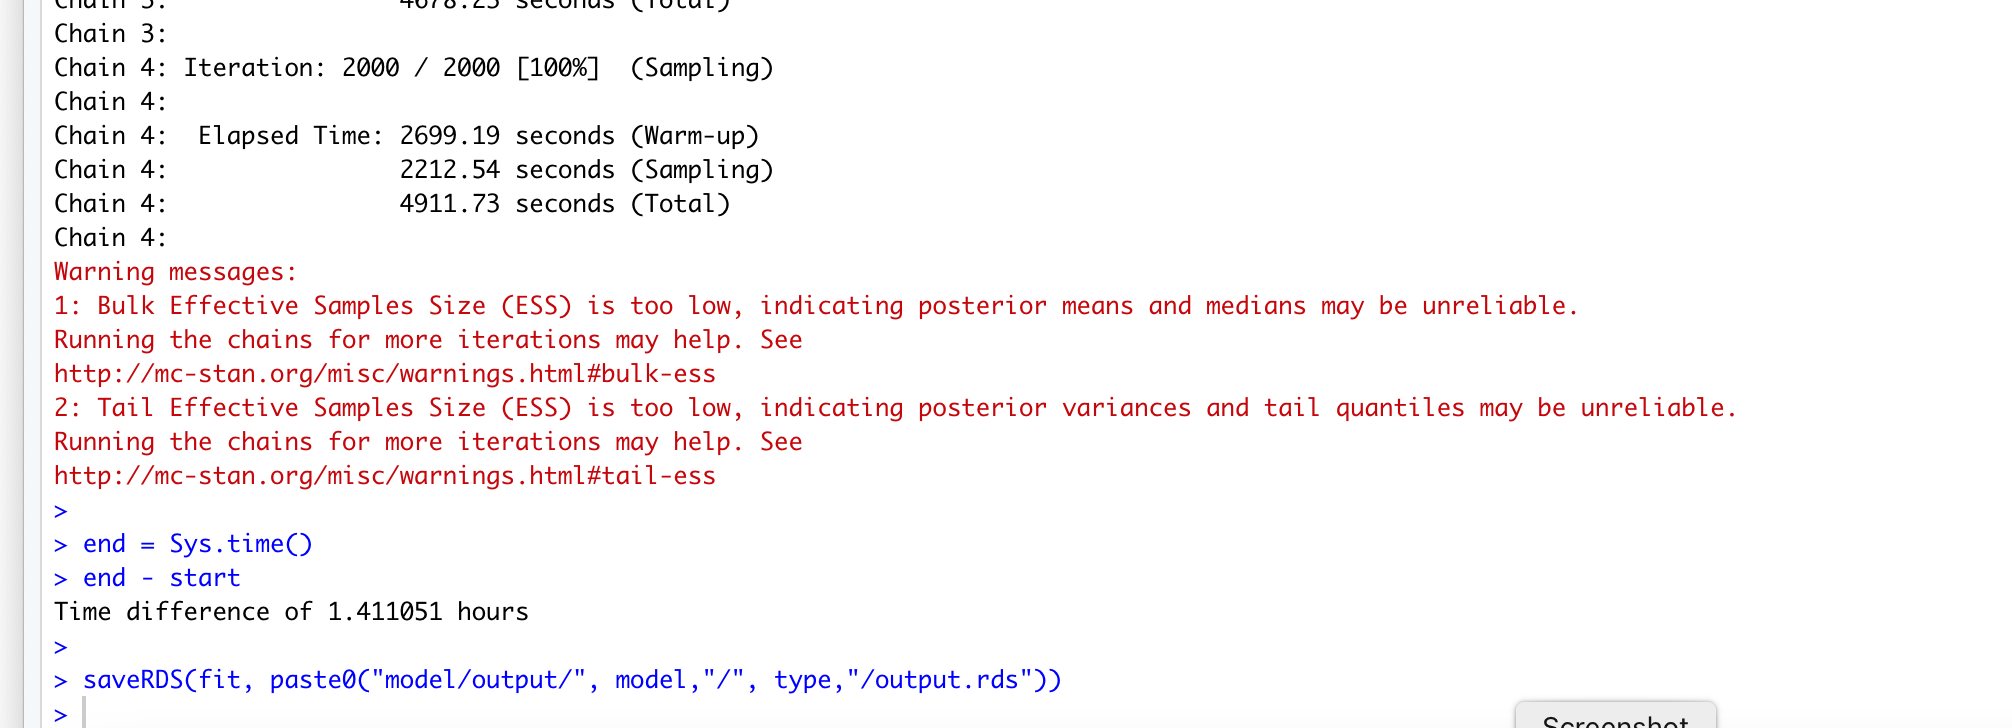 Chain 3:                4678.25 seconds (Total)
Chain 3:
Chain 4: Iteration: 2000 / 2000 [100%]  (Sampling)
Chain 4:
Chain 4:  Elapsed Time: 2699.19 seconds (Warm-up)
Chain 4:                2212.54 seconds (Sampling)
Chain 4:                4911.73 seconds (Total)
Chain 4:
Warning messages:
1: Bulk Effective Samples Size (ESS) is too low, indicating posterior means and medians may be unreliable.
Running the chains for more iterations may help. See
http://mc-stan.org/misc/warnings.html#bulk-ess
2: Tail Effective Samples Size (ESS) is too low, indicating posterior variances and tail quantiles may be unreliable.
Running the chains for more iterations may help. See
http://mc-stan.org/misc/warnings.html#tail-ess
>
> end = Sys.time()
> end - start
Time difference of 1.411051 hours
>
> saveRDS(fit, paste0("model/output/", model,"/", type,"/output.rds"))
>
Screenshot